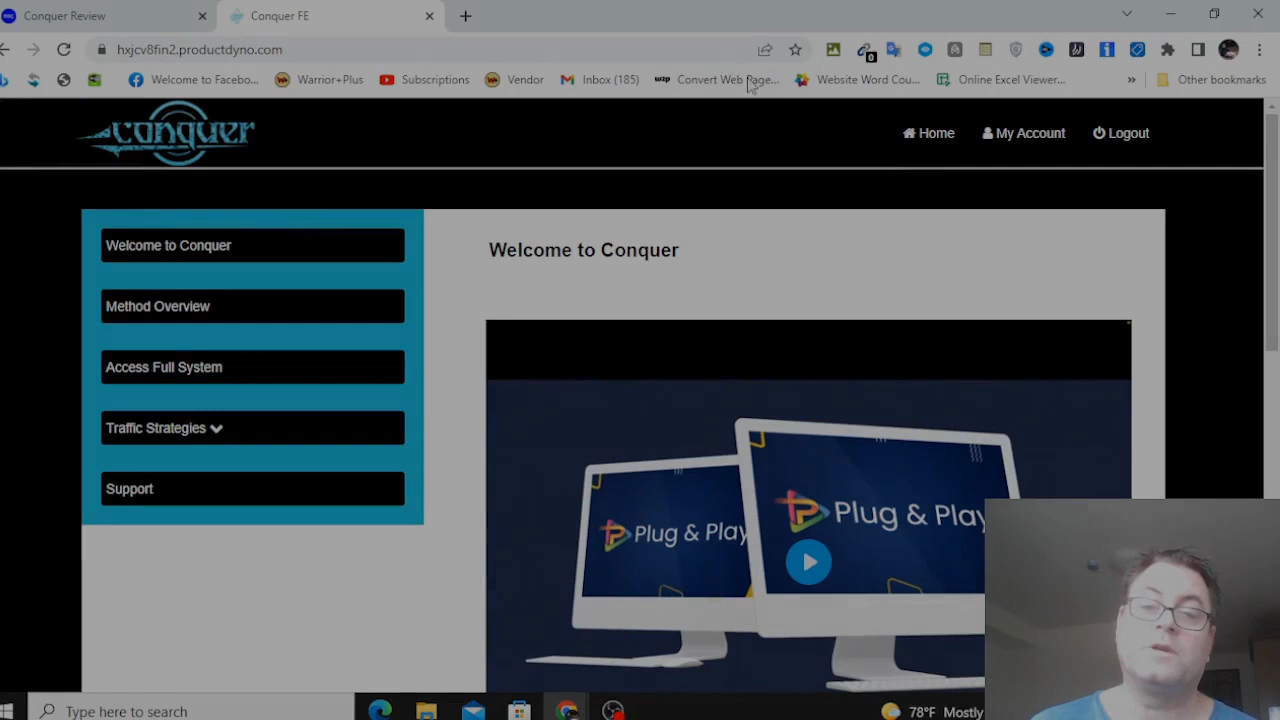 Conquer Review
Conquer FE
hxjcv8fin2.productdyno.com
0
Welcome to Facebo...
Warrior+Plus
Subscriptions
Vendor
Inbox (185)
W2P
Convert Web Page...
Website Word Cou...
Online Excel Viewer...
»
Other bookmarks
conquer
Home
My Account
Logout
Welcome to Conquer
Method Overview
Access Full System
Traffic Strategies
Support
Welcome to Conquer
Plug & Play
Plug & Play
Type here to search
78°F Mostly